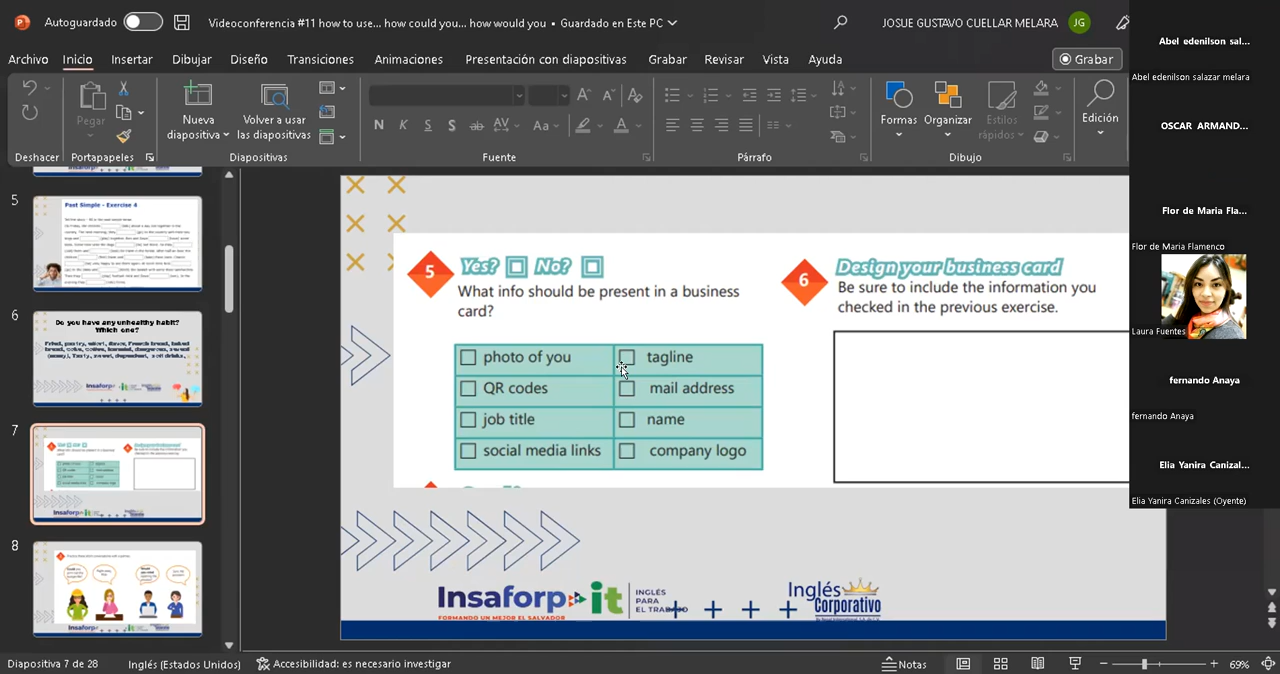 Autoguardado
Videoconferencia #11 how to use... how could you... how would you • Guardado en Este PC
JOSUE GUSTAVO CUELLAR MELARA
JG
Archivo Inicio Insertar Dibujar Diseño Transiciones Animaciones Presentación con diapositivas Grabar Revisar Vista Ayuda
Grabar
Pegar
Nueva diapositiva
Volver a usar las diapositivas
N K S S ab AV Aa A
Formas
Organizar
Estilos rápidos
Edición
Deshacer Portapapeles Diapositivas Fuente Párrafo Dibujo
5
Past Simple - Exercise 4
6
Do you have any unhealthy habit?
Which one?
7
8
5
Yes? No?
What info should be present in a business
card?
photo of you
tagline
QR codes
mail address
job title
name
social media links
company logo
6
Design your business card
Be sure to include the information you
checked in the previous exercise.
Insaforp
FORMANDO UN MEJOR EL SALVADOR
it
INGLÉS
PARA
EL TRABAJO
Inglés
Corporativo
Abel edenilson sal...
Abel edenilson salazar melara
OSCAR ARMAND...
Flor de Maria Fla...
Flor de Maria Flamenco
Laura Fuentes
fernando Anaya
fernando Anaya
Elia Yanira Canizal...
Elia Yanira Canizales (Oyente)
Diapositiva 7 de 28
Inglés (Estados Unidos)
Accesibilidad: es necesario investigar
Notas
69%